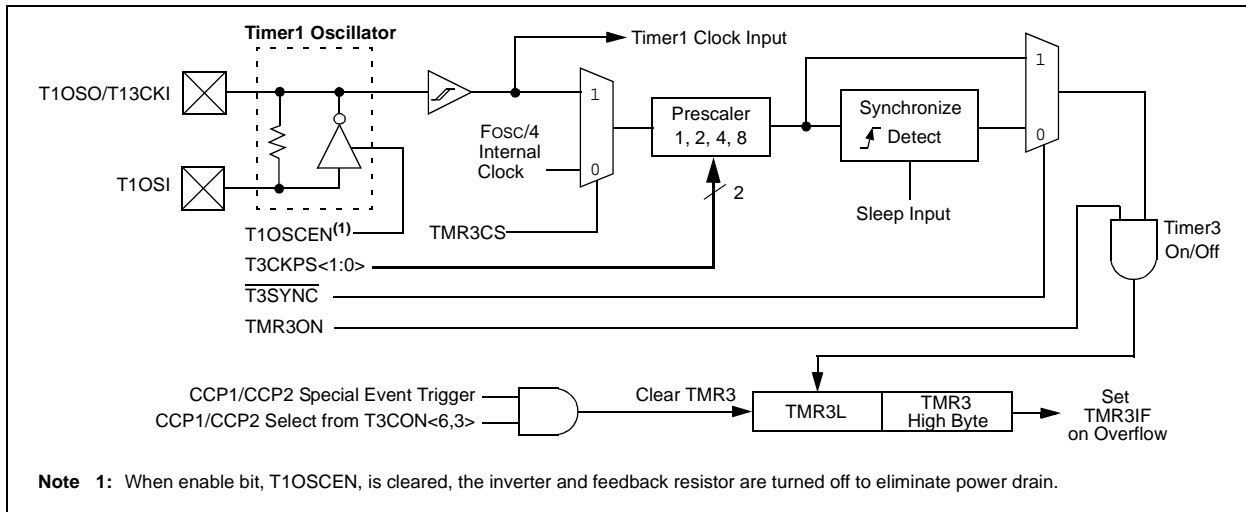 Timer1 Oscillator
Timer1 Clock Input
T1OSO/T13CKI
1
FOSC/4
Internal
Clock
0
Prescaler
1, 2, 4, 8
Synchronize
Detect
1
0
T1OSI
2
Sleep Input
T1OSCEN(1)
TMR3CS
Timer3
On/Off
T3CKPS<1:0>
T3SYNC
TMR3ON
CCP1/CCP2 Special Event Trigger
CCP1/CCP2 Select from T3CON<6,3>
Clear TMR3
TMR3L
TMR3
High Byte
Set
TMR3IF
on Overflow
Note 1: When enable bit, T1OSCEN, is cleared, the inverter and feedback resistor are turned off to eliminate power drain.